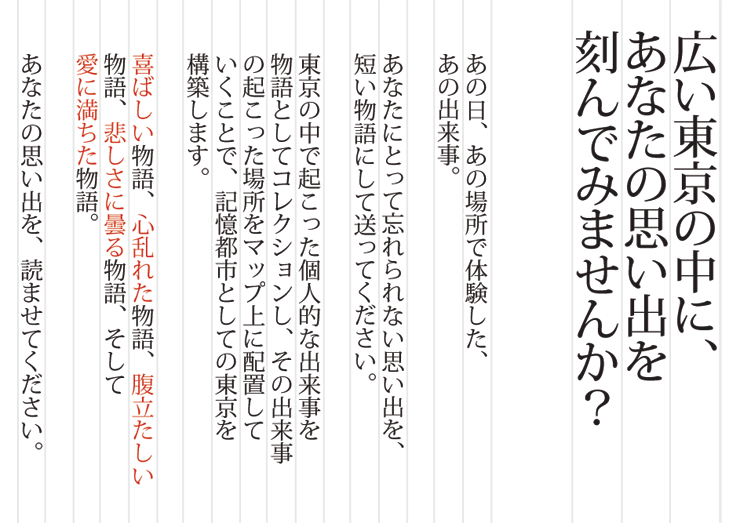 広い東京の中に、
あなたの思い出を
刻んでみませんか？
あの日、あの場所で体験した、
あの出来事。
あなたにとって忘れられない思い出を、
短い物語にして送ってください。
東京の中で起こった個人的な出来事を
物語としてコレクションし、その出来事
の起こった場所をマップ上に配置して
いくことで、記憶都市としての東京を
構築します。
喜ばしい物語、心乱れた物語、腹立たしい
物語、悲しさに曇る物語、そして
愛に満ちた物語。
あなたの思い出を、読ませてください。